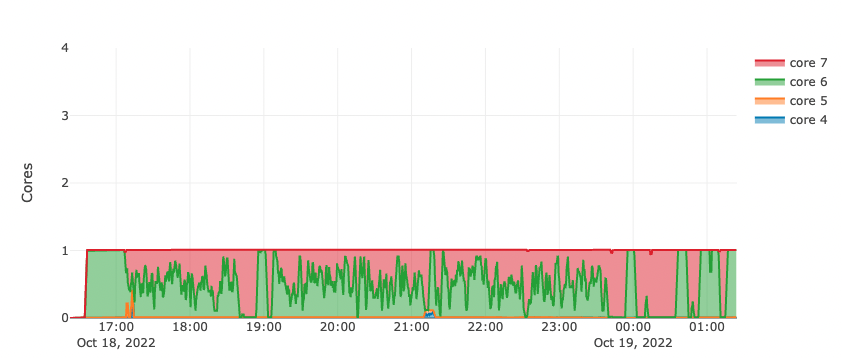 Cores
4
3
2
1
0
17:00 18:00 19:00 20:00 21:00 22:00 23:00 00:00 01:00
Oct 18, 2022 Oct 19, 2022
core 7
core 6
core 5
core 4